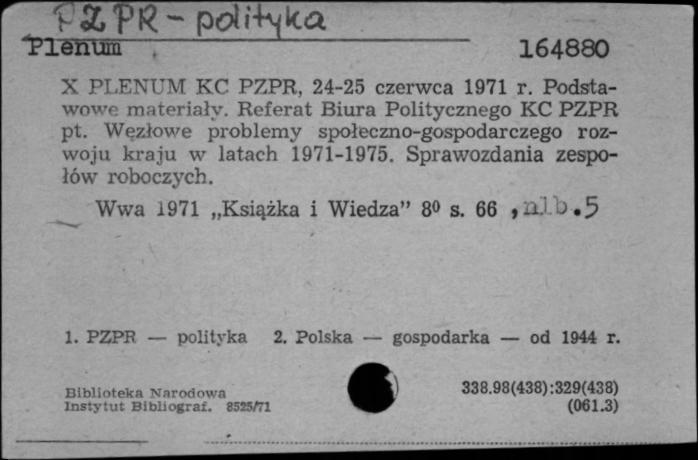 PZPR - polityka
Plenum 164880
X PLENUM KC PZPR, 24-25 czerwca 1971 r. Podsta-
wowe materiały. Referat Biura Politycznego KC PZPR
pt. Węzłowe problemy społeczno-gospodarczego roz-
woju kraju w latach 1971-1975. Sprawozdania zespo-
łów roboczych.
Wwa 1971 „Książka i Wiedza” 8⁰ s. 66 , nlb. 5
1. PZPR — polityka 2. Polska — gospodarka — od 1944 r.
Biblioteka Narodowa 338.98(438):329(438)
Instytut Bibliograf. 8525/71 (061.3)